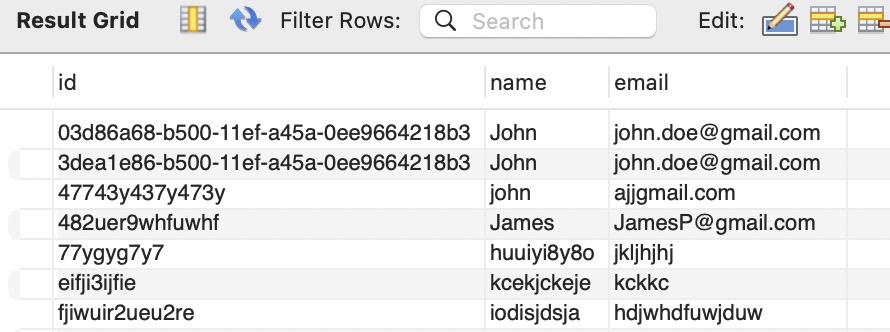 Result Grid Filter Rows: Search Edit:
id name email
03d86a68-b500-11ef-a45a-0ee9664218b3 John john.doe@gmail.com
3dea1e86-b500-11ef-a45a-0ee9664218b3 John john.doe@gmail.com
47743y437y473y john ajjgmail.com
482uer9whfuwhf James JamesP@gmail.com
77ygyg7y7 huuiyi8y8o jkljhjhj
eifji3ijfie kcekjckeje kckkc
fjiwuir2ueu2re iodisjdsja hdjwhdfuwjduw